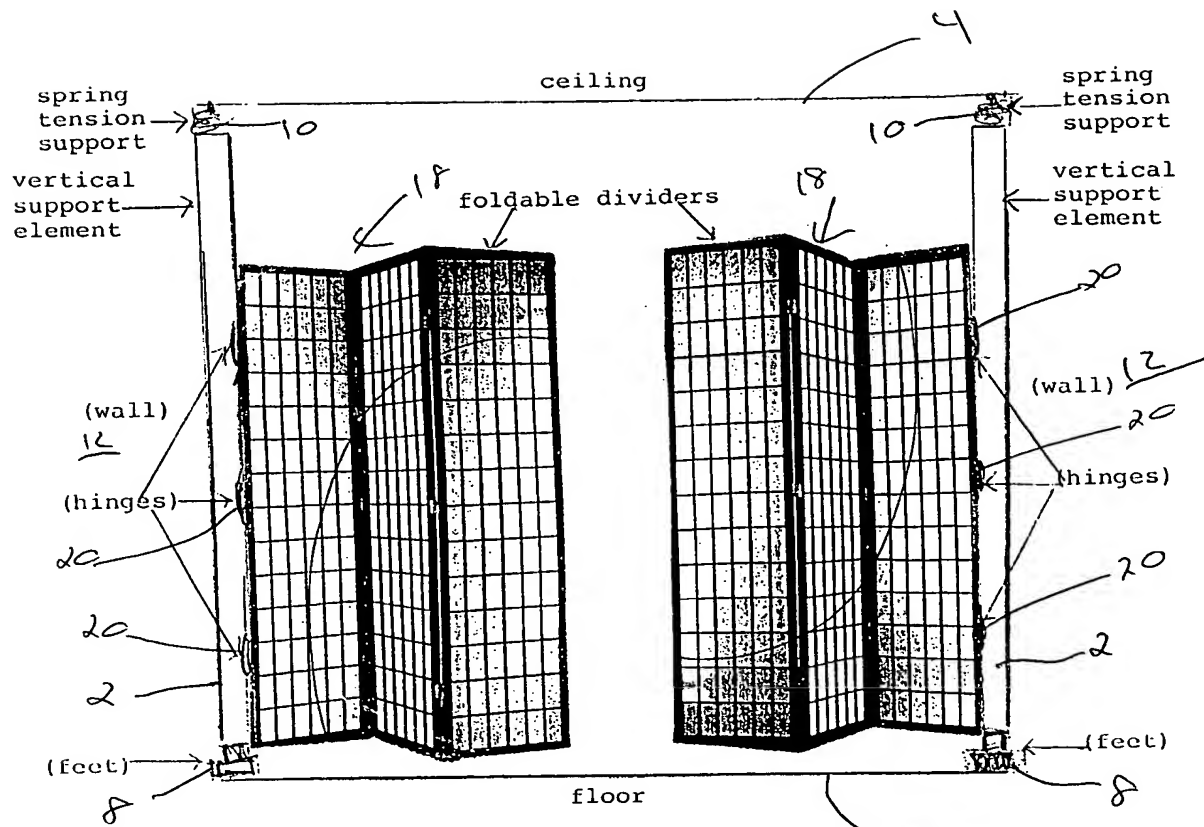 4
ceiling
spring
tension
support
10
10
spring
tension
support
vertical
support
element
18
foldable dividers
18
vertical
support
element
20
(wall)
12
(wall) 12
20
(hinges)
(hinges)
20
20
20
2
2
(feet)
8
(feet)
8
floor